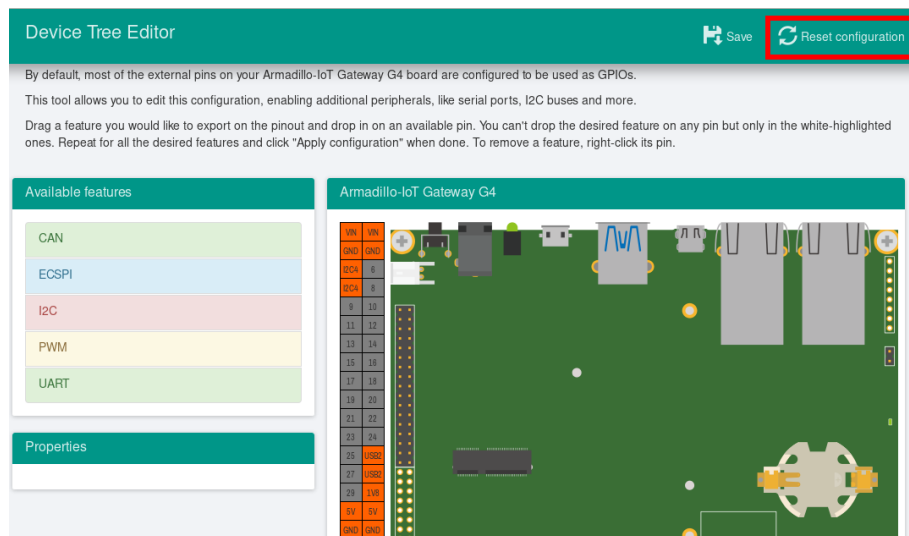 Device Tree Editor
Save
Reset configuration
By default, most of the external pins on your Armadillo-IoT Gateway G4 board are configured to be used as GPIOs.
This tool allows you to edit this configuration, enabling additional peripherals, like serial ports, I2C buses and more.
Drag a feature you would like to export on the pinout and drop in on an available pin. You can't drop the desired feature on any pin but only in the white-highlighted
ones. Repeat for all the desired features and click "Apply configuration" when done. To remove a feature, right-click its pin.
Available features
CAN
ECSPI
I2C
PWM
UART
Properties
Armadillo-IoT Gateway G4
VIN VIN
GND GND
I2C4 6
I2C4 8
9 10
11 12
13 14
15 16
17 18
19 20
21 22
23 24
25 USB2
27 USB2
29 1V8
5V 5V
GND GND